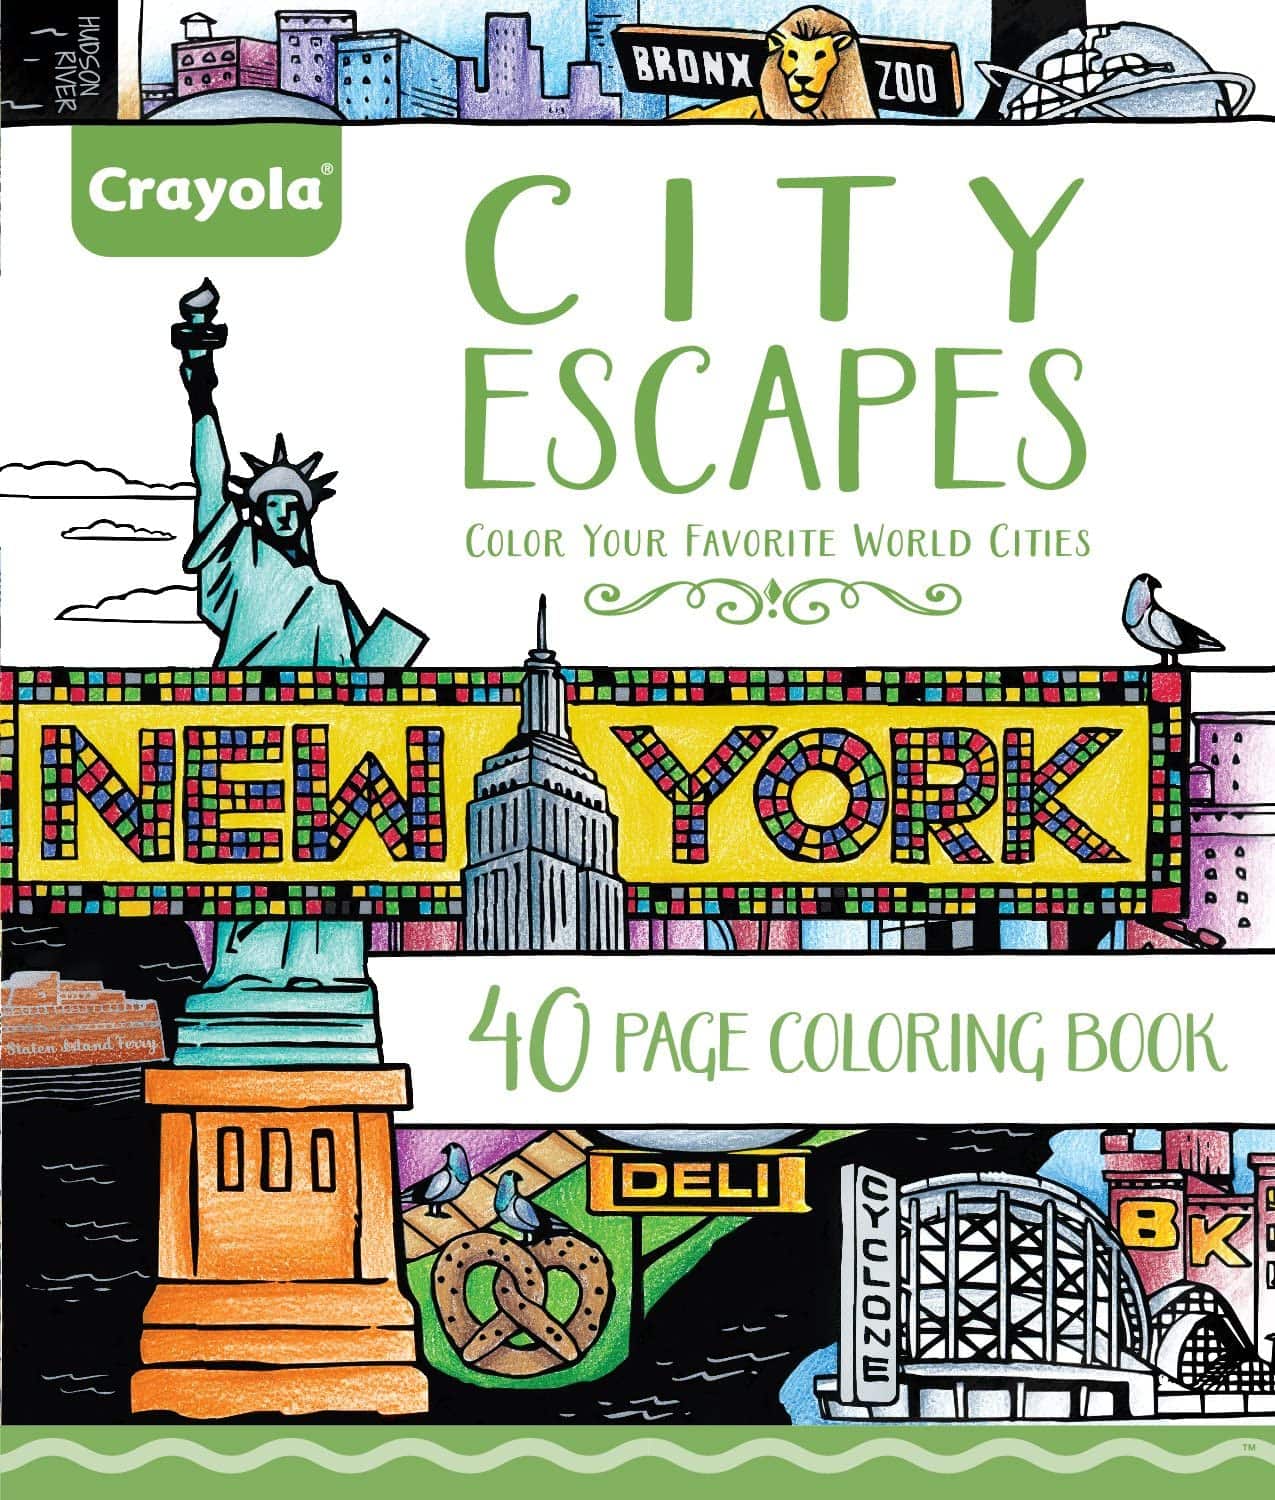 HUDSON
RIVER
BRONX ZOO
Crayola®
CITY
ESCAPES
COLOR YOUR FAVORITE WORLD CITIES
NEW YORK
Staten Island Ferry
40 PAGE COLORING BOOK
DELI
CYCLONE
BK
TM